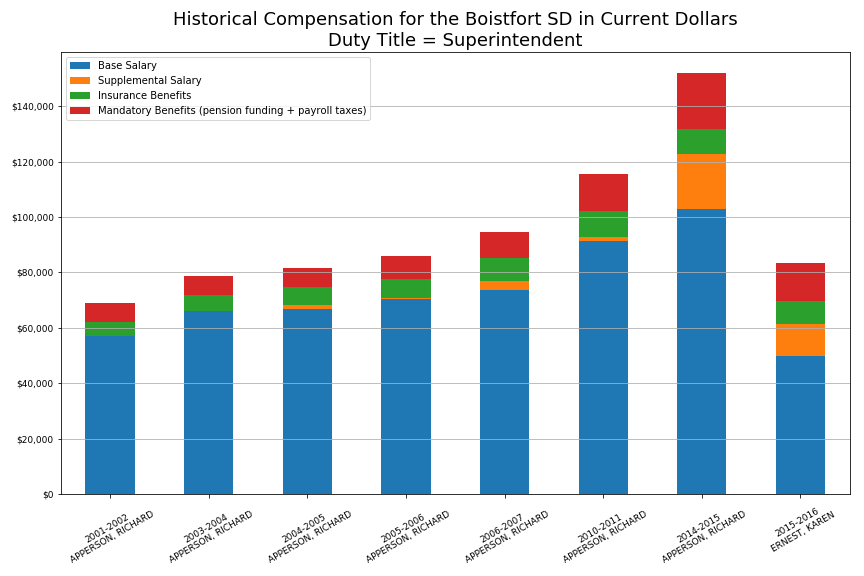 Historical Compensation for the Boistfort SD in Current Dollars
Duty Title = Superintendent
Base Salary
Supplemental Salary
Insurance Benefits
Mandatory Benefits (pension funding + payroll taxes)
$140,000
$120,000
$100,000
$80,000
$60,000
$40,000
$20,000
$0
2001-2002
APPERSON, RICHARD
2003-2004
APPERSON, RICHARD
2004-2005
APPERSON, RICHARD
2005-2006
APPERSON, RICHARD
2006-2007
APPERSON, RICHARD
2010-2011
APPERSON, RICHARD
2014-2015
APPERSON, RICHARD
2015-2016
ERNEST, KAREN